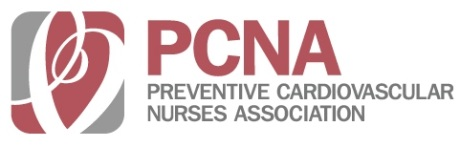 PCNA
PREVENTIVE CARDIOVASCULAR
NURSES ASSOCIATION